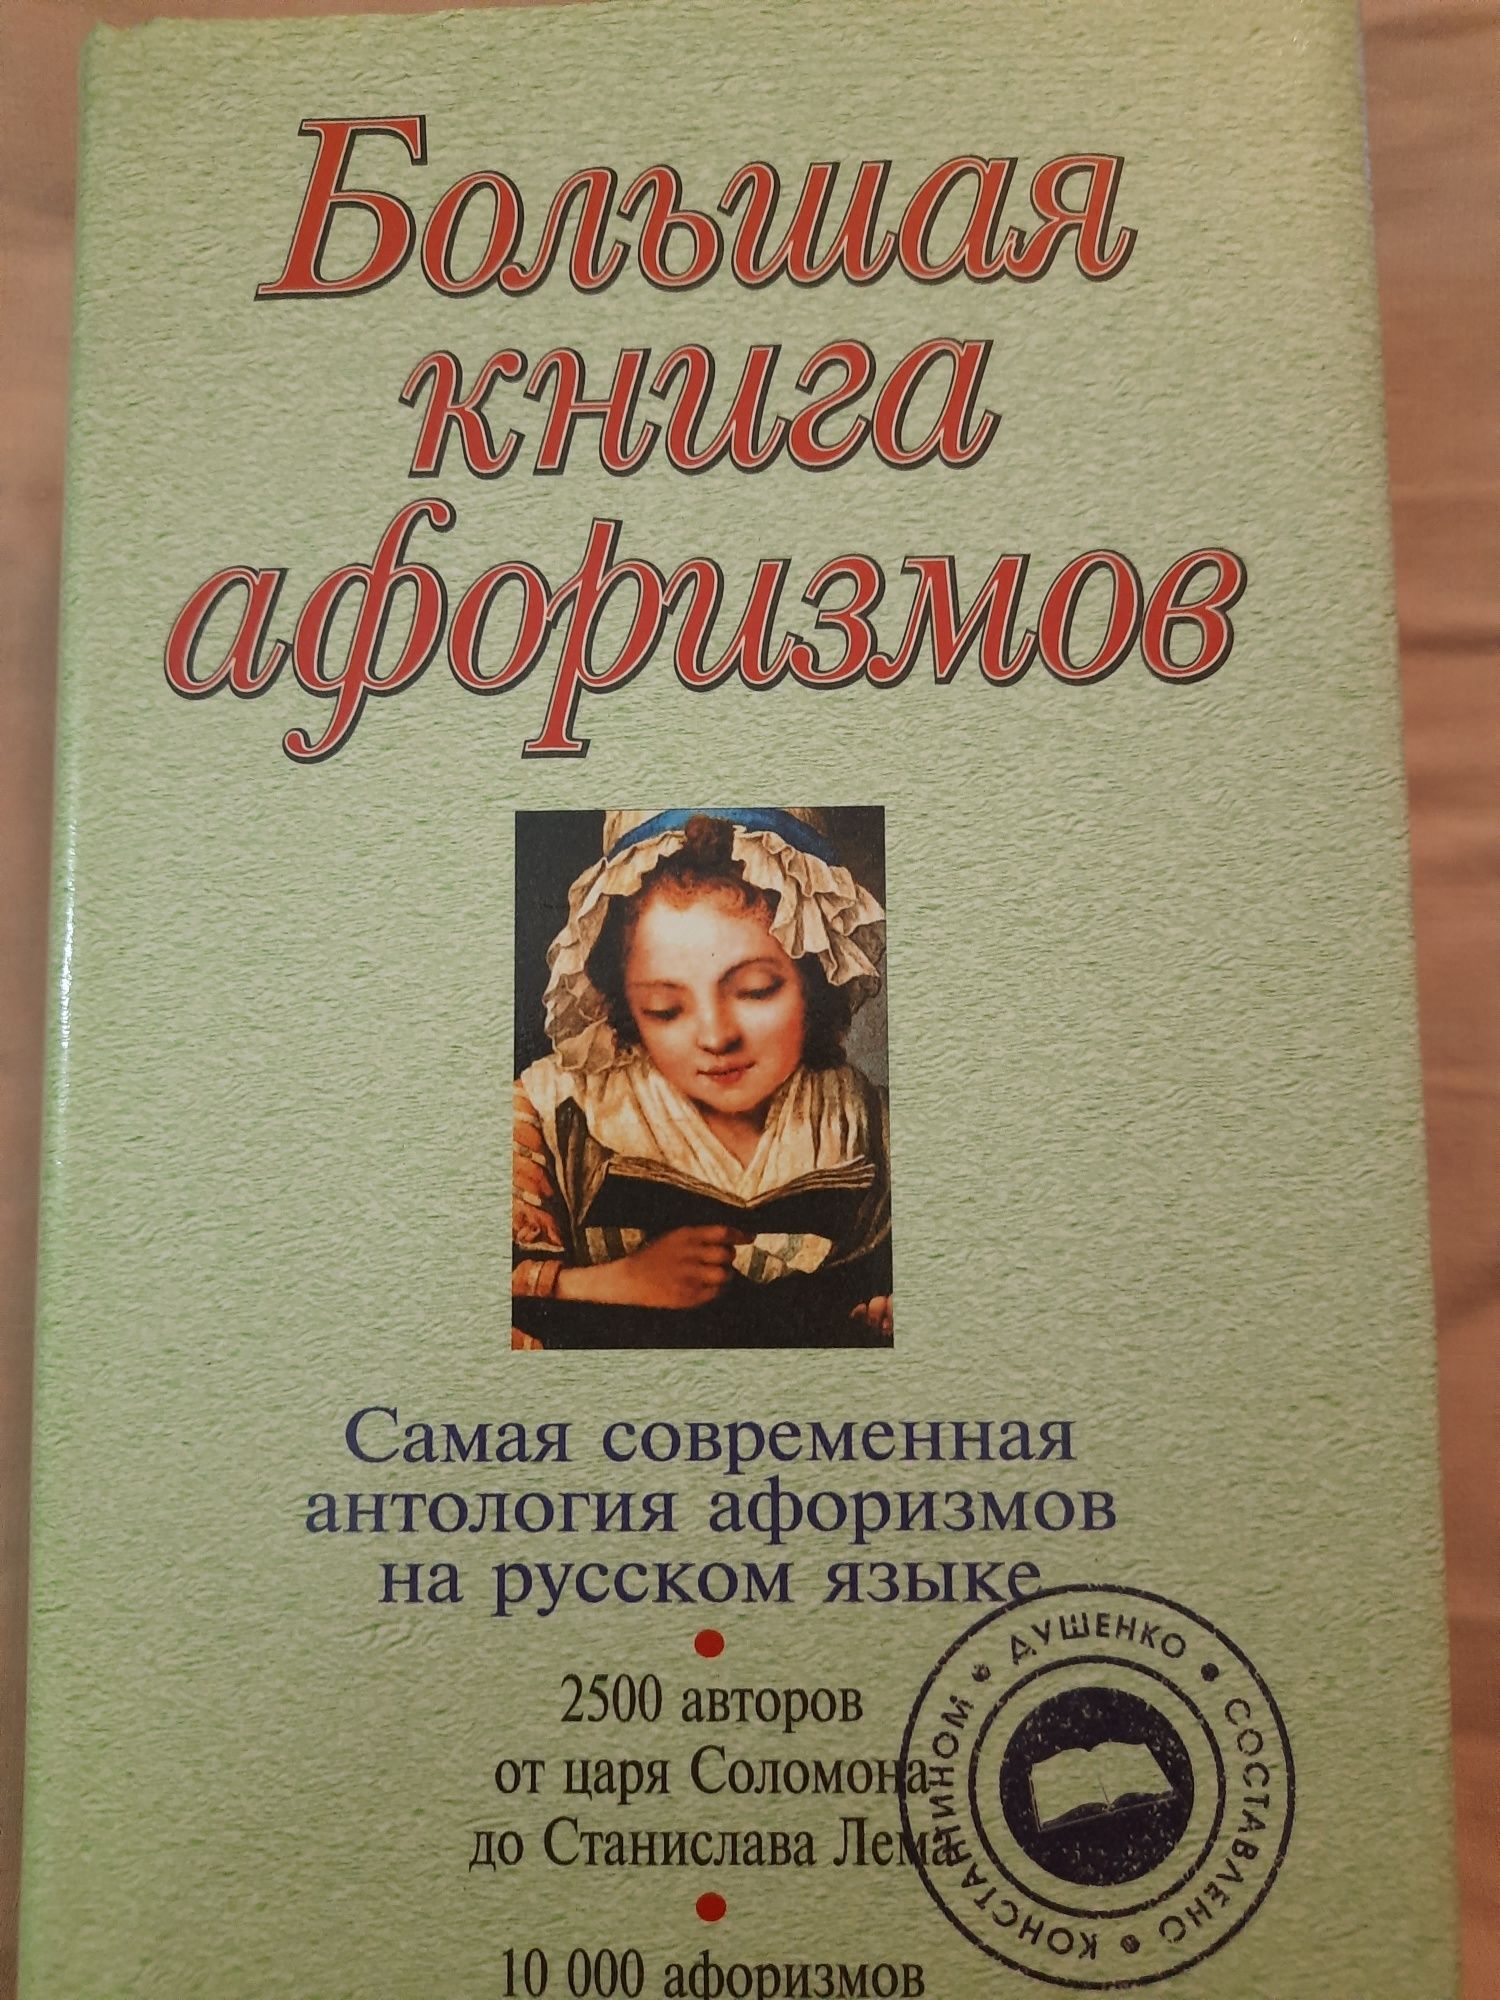 Большая
книга
афоризмов
Самая современная
антология афоризмов
на русском языке
2500 авторов
от царя Соломона
до Станислава Лема
10 000 афоризмов
СОСТАВЛЕНО • КОНСТАНТИНОМ • ДУШЕНКО •